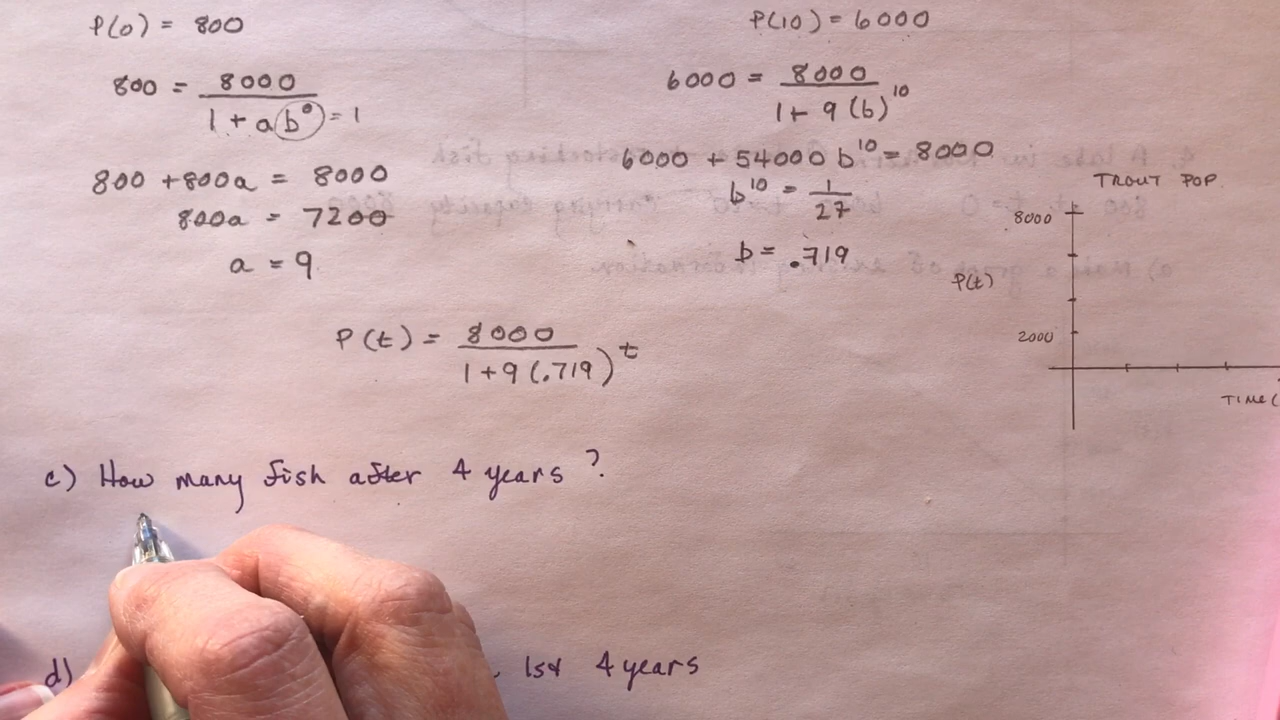 P(0) = 800
800 = 8000 / 1 + a(b⁰) = 1
800 + 800a = 8000
800a = 7200
a = 9
P(10) = 6000
6000 = 8000 / 1 + 9 (b)¹⁰
6000 + 54000 b¹⁰ = 8000
b¹⁰ = 1/27
b = .719
P(t) = 8000 / 1 + 9 (.719)^t
TROUT POP.
8000
P(t)
2000
TIME (
c) How many fish after 4 years ?
d)
1st 4 years